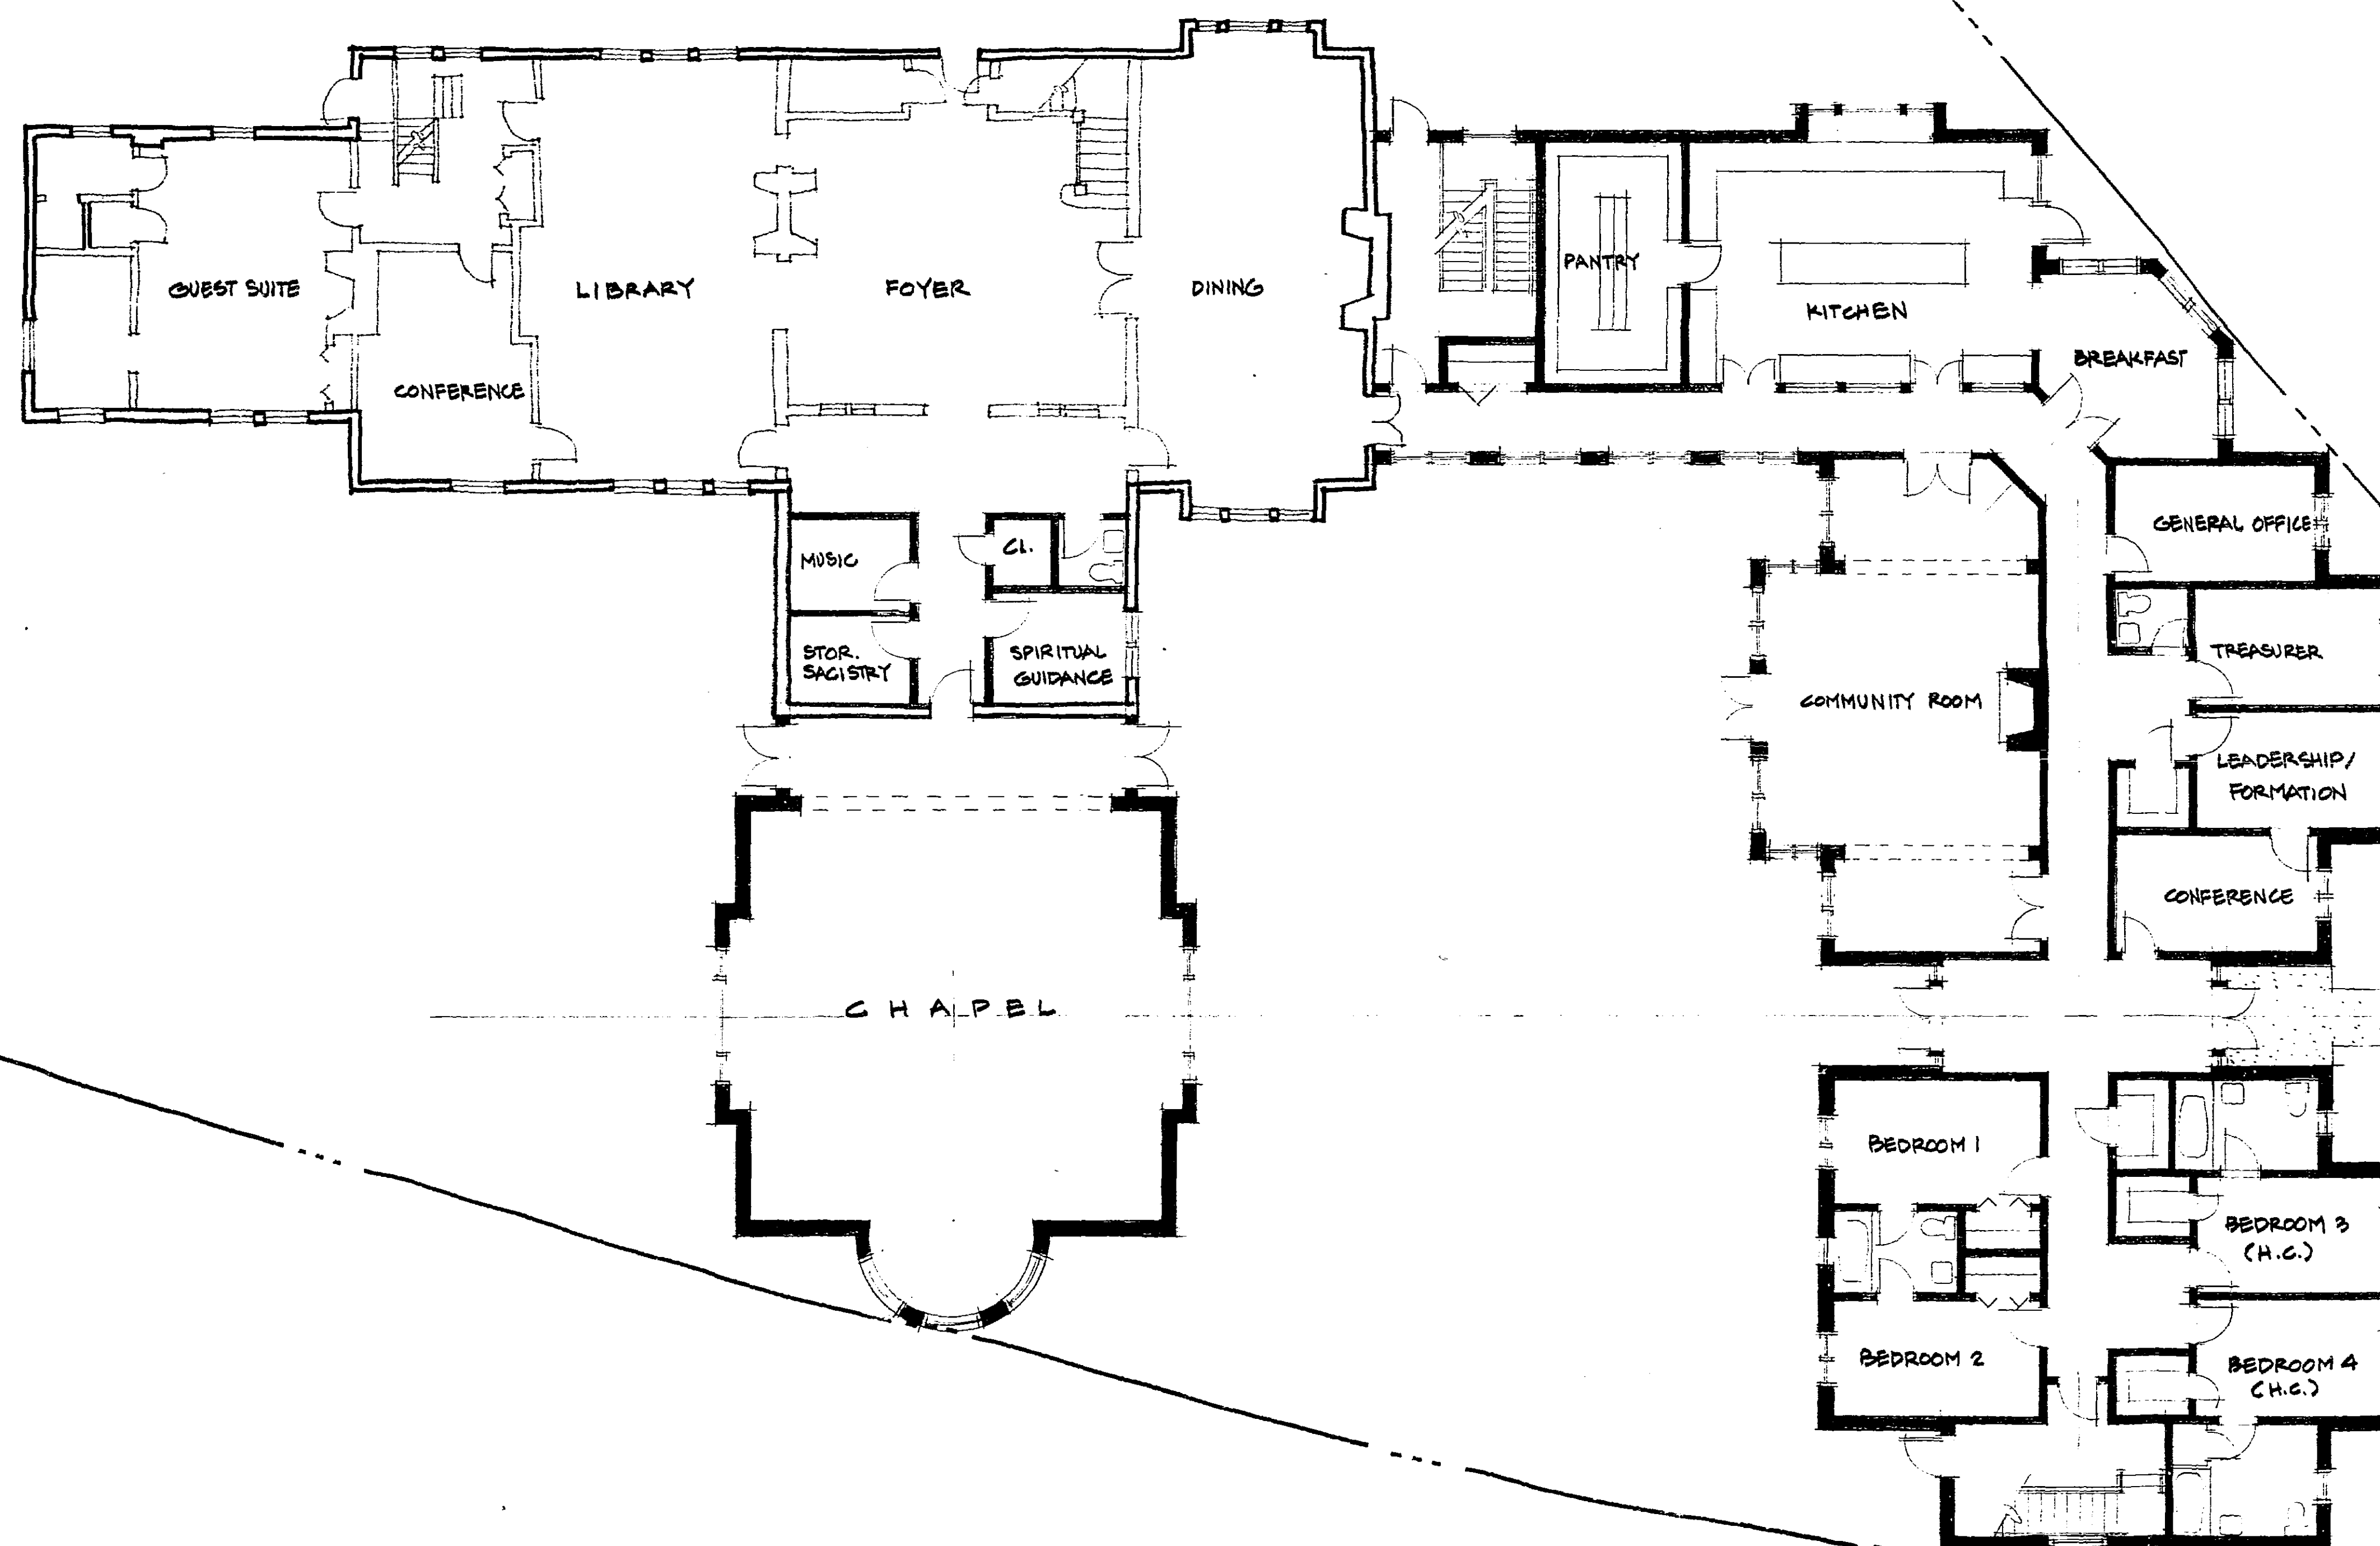 GUEST SUITE
LIBRARY
FOYER
DINING
PANTRY
KITCHEN
BREAKFAST
CONFERENCE
MUSIC
CL.
GENERAL OFFICE
STOR.
SACISTRY
SPIRITUAL
GUIDANCE
TREASURER
COMMUNITY ROOM
LEADERSHIP/
FORMATION
CONFERENCE
CHAPEL
BEDROOM 1
BEDROOM 3
(H.C.)
BEDROOM 2
BEDROOM 4
(H.C.)